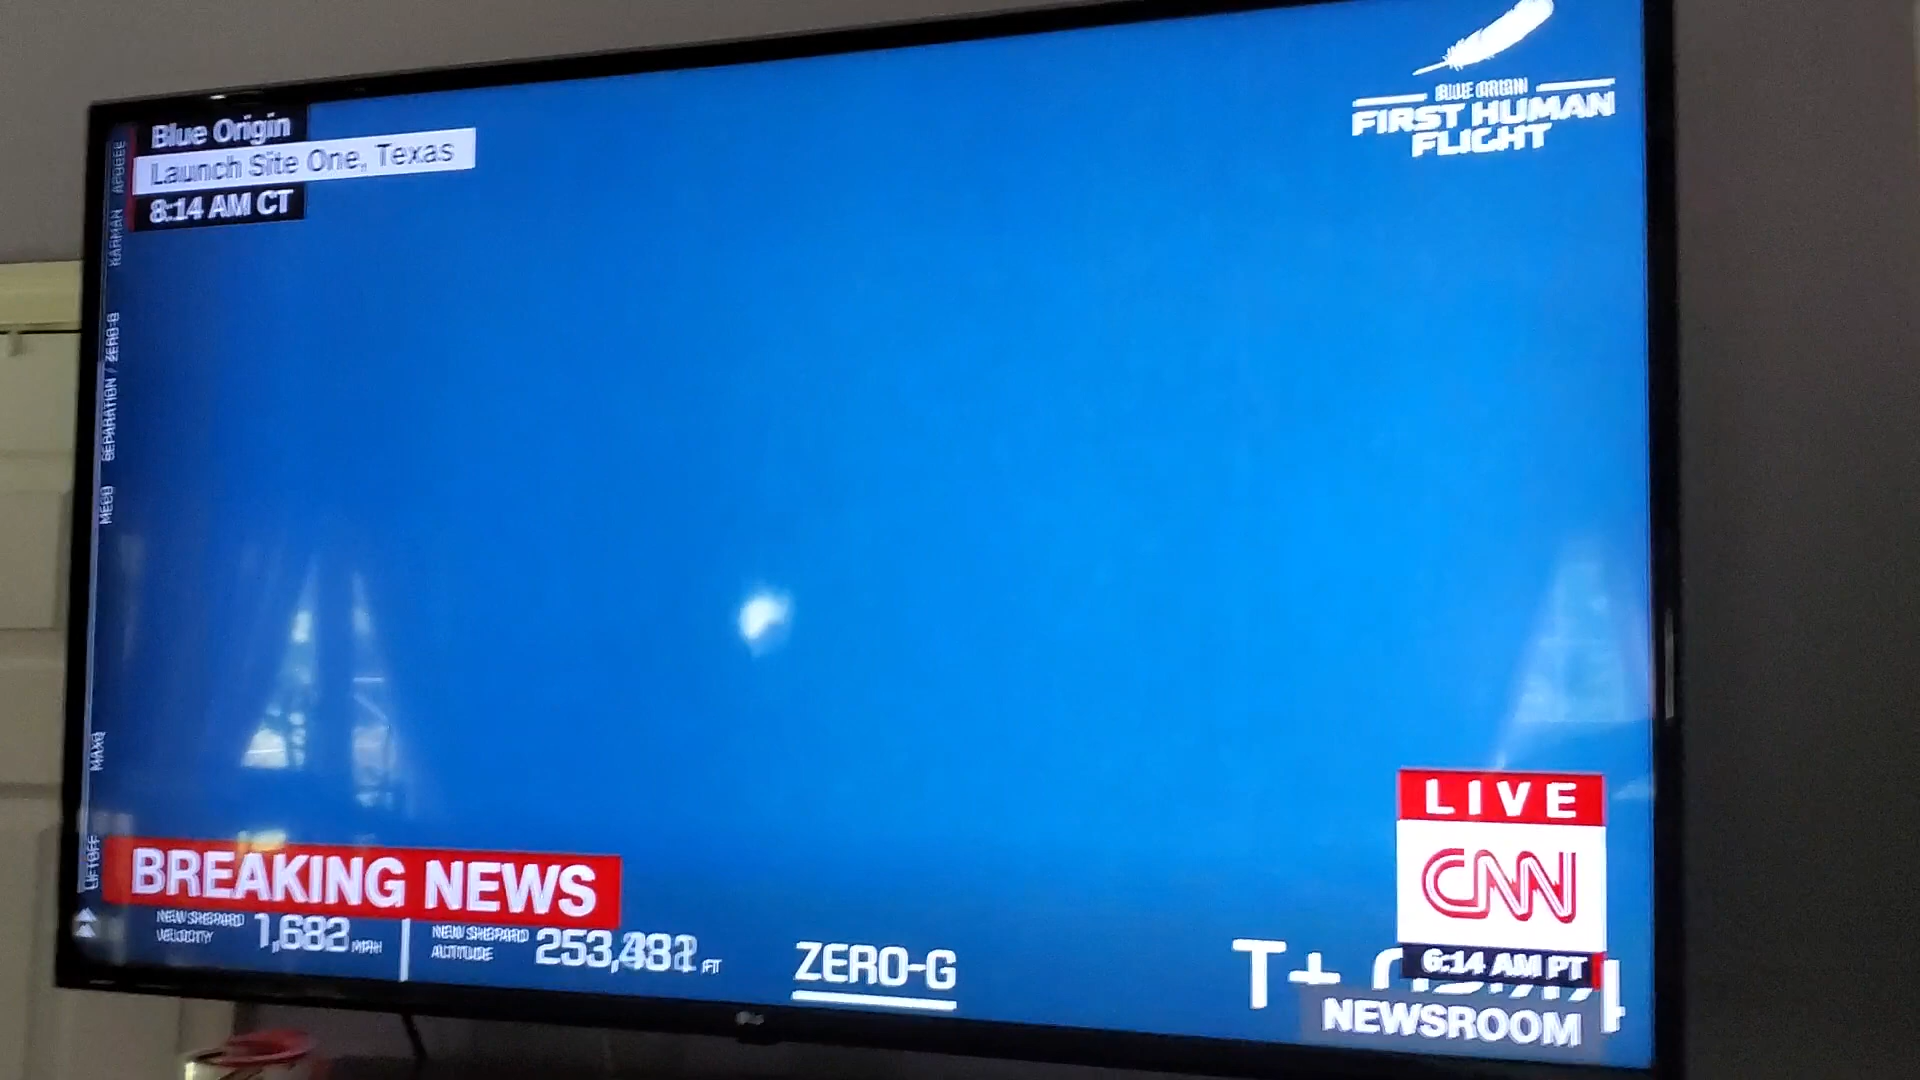 Blue Origin
Launch Site One, Texas
8:14 AM CT
BLUE ORIGIN
FIRST HUMAN
FLIGHT
APOGEE
KARMAN
SEPARATION / ZERO-G
MECO
MAXQ
LIFTOFF
LIVE
CNN
BREAKING NEWS
NEW SHEPARD
VELOCITY
1,682 MPH
NEW SHEPARD
ALTITUDE
FT
ZERO-G
T+
6:14 AM PT
NEWSROOM
LG